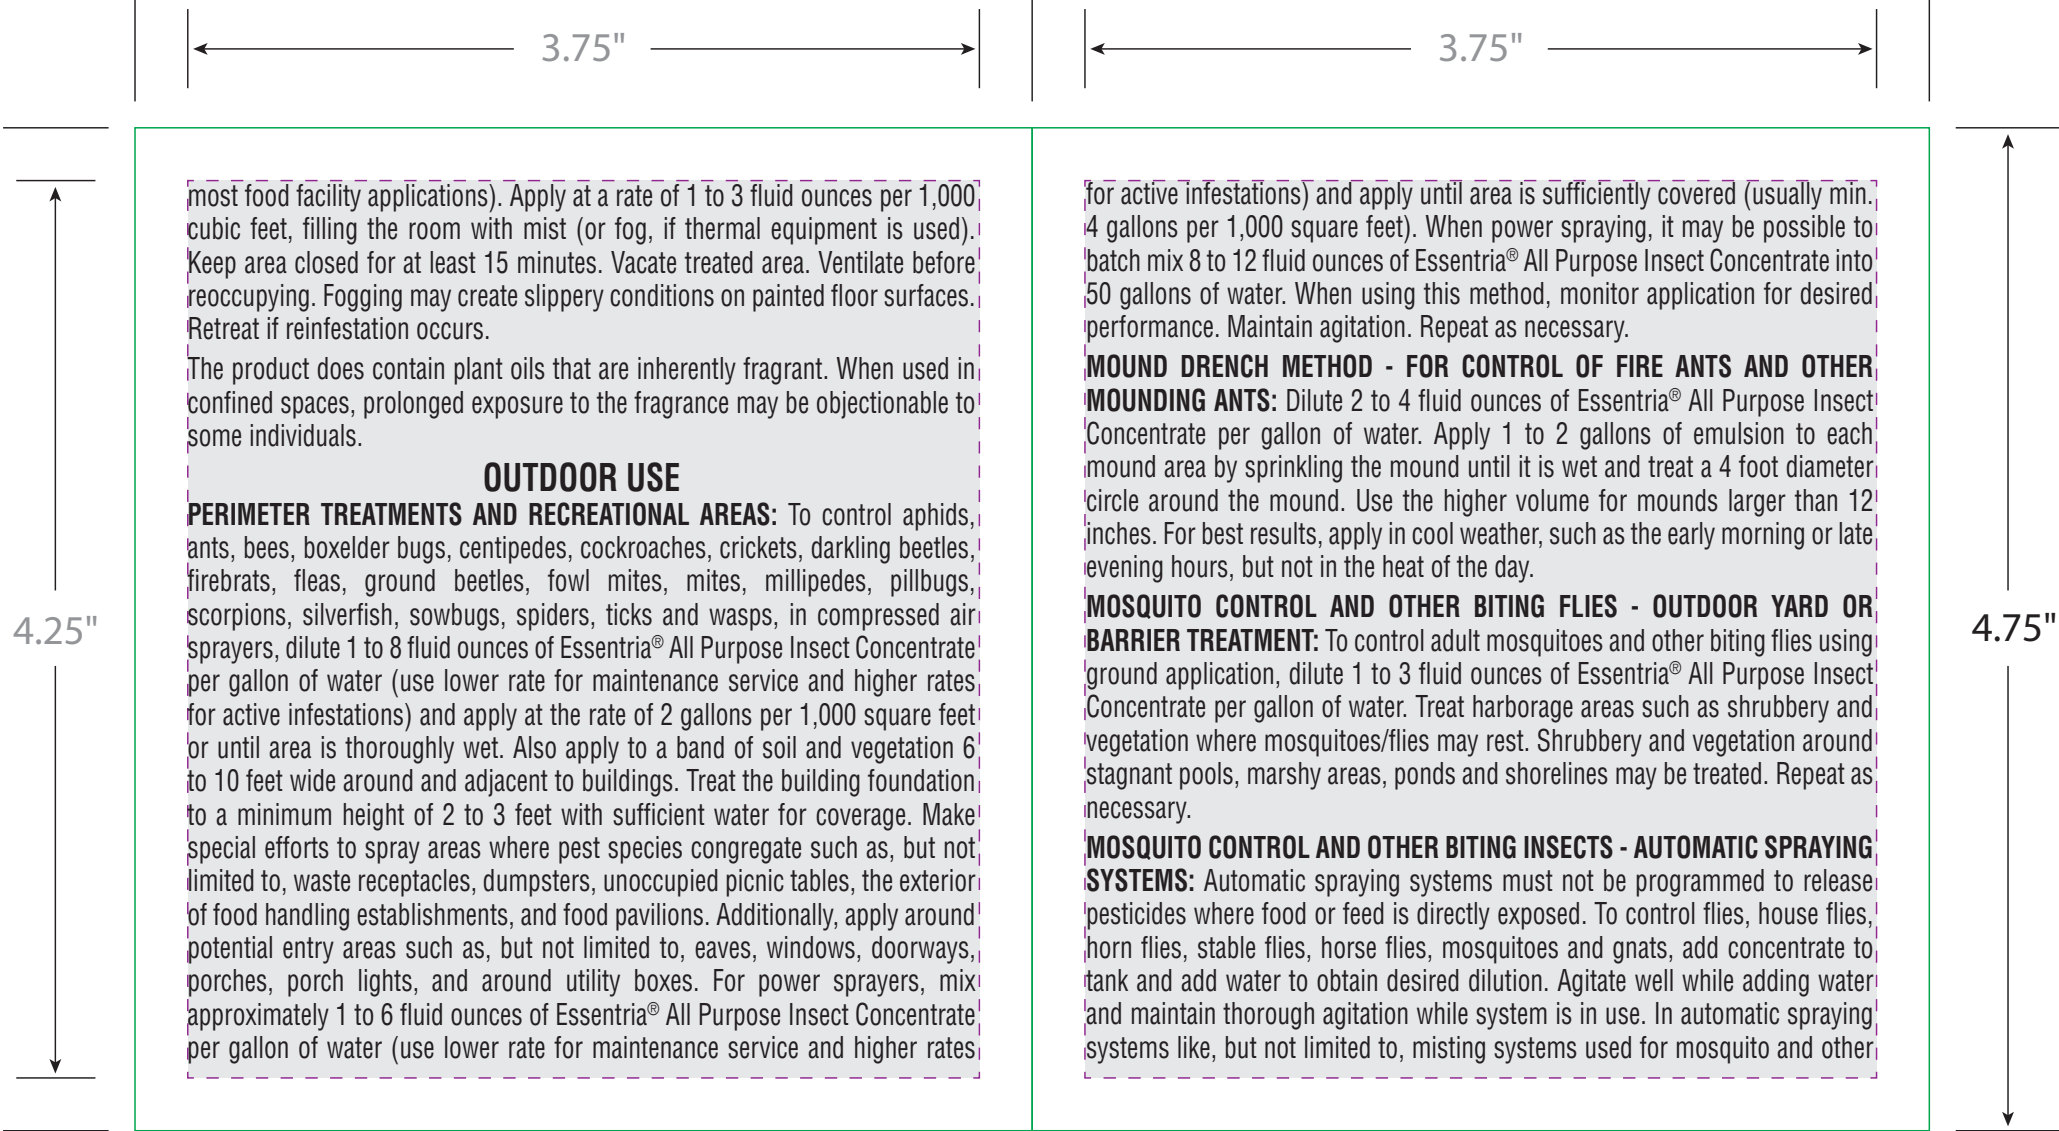 3.75"
3.75"
4.25"
4.75"
most food facility applications). Apply at a rate of 1 to 3 fluid ounces per 1,000
cubic feet, filling the room with mist (or fog, if thermal equipment is used).
Keep area closed for at least 15 minutes. Vacate treated area. Ventilate before
reoccupying. Fogging may create slippery conditions on painted floor surfaces.
Retreat if reinfestation occurs.
The product does contain plant oils that are inherently fragrant. When used in
confined spaces, prolonged exposure to the fragrance may be objectionable to
some individuals.
OUTDOOR USE
PERIMETER TREATMENTS AND RECREATIONAL AREAS: To control aphids,
ants, bees, boxelder bugs, centipedes, cockroaches, crickets, darkling beetles,
firebrats, fleas, ground beetles, fowl mites, mites, millipedes, pillbugs,
scorpions, silverfish, sowbugs, spiders, ticks and wasps, in compressed air
sprayers, dilute 1 to 8 fluid ounces of Essentria® All Purpose Insect Concentrate
per gallon of water (use lower rate for maintenance service and higher rates
for active infestations) and apply at the rate of 2 gallons per 1,000 square feet
or until area is thoroughly wet. Also apply to a band of soil and vegetation 6
to 10 feet wide around and adjacent to buildings. Treat the building foundation
to a minimum height of 2 to 3 feet with sufficient water for coverage. Make
special efforts to spray areas where pest species congregate such as, but not
limited to, waste receptacles, dumpsters, unoccupied picnic tables, the exterior
of food handling establishments, and food pavilions. Additionally, apply around
potential entry areas such as, but not limited to, eaves, windows, doorways,
porches, porch lights, and around utility boxes. For power sprayers, mix
approximately 1 to 6 fluid ounces of Essentria® All Purpose Insect Concentrate
per gallon of water (use lower rate for maintenance service and higher rates
for active infestations) and apply until area is sufficiently covered (usually min.
4 gallons per 1,000 square feet). When power spraying, it may be possible to
batch mix 8 to 12 fluid ounces of Essentria® All Purpose Insect Concentrate into
50 gallons of water. When using this method, monitor application for desired
performance. Maintain agitation. Repeat as necessary.
MOUND DRENCH METHOD - FOR CONTROL OF FIRE ANTS AND OTHER
MOUNDING ANTS: Dilute 2 to 4 fluid ounces of Essentria® All Purpose Insect
Concentrate per gallon of water. Apply 1 to 2 gallons of emulsion to each
mound area by sprinkling the mound until it is wet and treat a 4 foot diameter
circle around the mound. Use the higher volume for mounds larger than 12
inches. For best results, apply in cool weather, such as the early morning or late
evening hours, but not in the heat of the day.
MOSQUITO CONTROL AND OTHER BITING FLIES - OUTDOOR YARD OR
BARRIER TREATMENT: To control adult mosquitoes and other biting flies using
ground application, dilute 1 to 3 fluid ounces of Essentria® All Purpose Insect
Concentrate per gallon of water. Treat harborage areas such as shrubbery and
vegetation where mosquitoes/flies may rest. Shrubbery and vegetation around
stagnant pools, marshy areas, ponds and shorelines may be treated. Repeat as
necessary.
MOSQUITO CONTROL AND OTHER BITING INSECTS - AUTOMATIC SPRAYING
SYSTEMS: Automatic spraying systems must not be programmed to release
pesticides where food or feed is directly exposed. To control flies, house flies,
horn flies, stable flies, horse flies, mosquitoes and gnats, add concentrate to
tank and add water to obtain desired dilution. Agitate well while adding water
and maintain thorough agitation while system is in use. In automatic spraying
systems like, but not limited to, misting systems used for mosquito and other